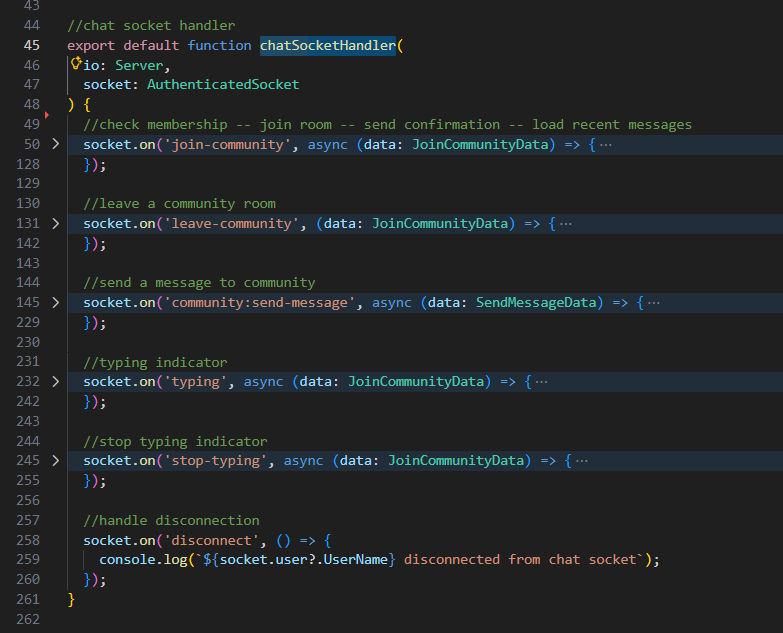 43
44 //chat socket handler
45 export default function chatSocketHandler(
46 io: Server,
47 socket: AuthenticatedSocket
48 ) {
49 //check membership -- join room -- send confirmation -- load recent messages
50 socket.on('join-community', async (data: JoinCommunityData) => {···
128 });
129
130 //leave a community room
131 socket.on('leave-community', (data: JoinCommunityData) => {···
142 });
143
144 //send a message to community
145 socket.on('community:send-message', async (data: SendMessageData) => {···
229 });
230
231 //typing indicator
232 socket.on('typing', async (data: JoinCommunityData) => {···
242 });
243
244 //stop typing indicator
245 socket.on('stop-typing', async (data: JoinCommunityData) => {···
255 });
256
257 //handle disconnection
258 socket.on('disconnect', () => {
259 console.log(`${socket.user?.UserName} disconnected from chat socket`);
260 });
261 }
262